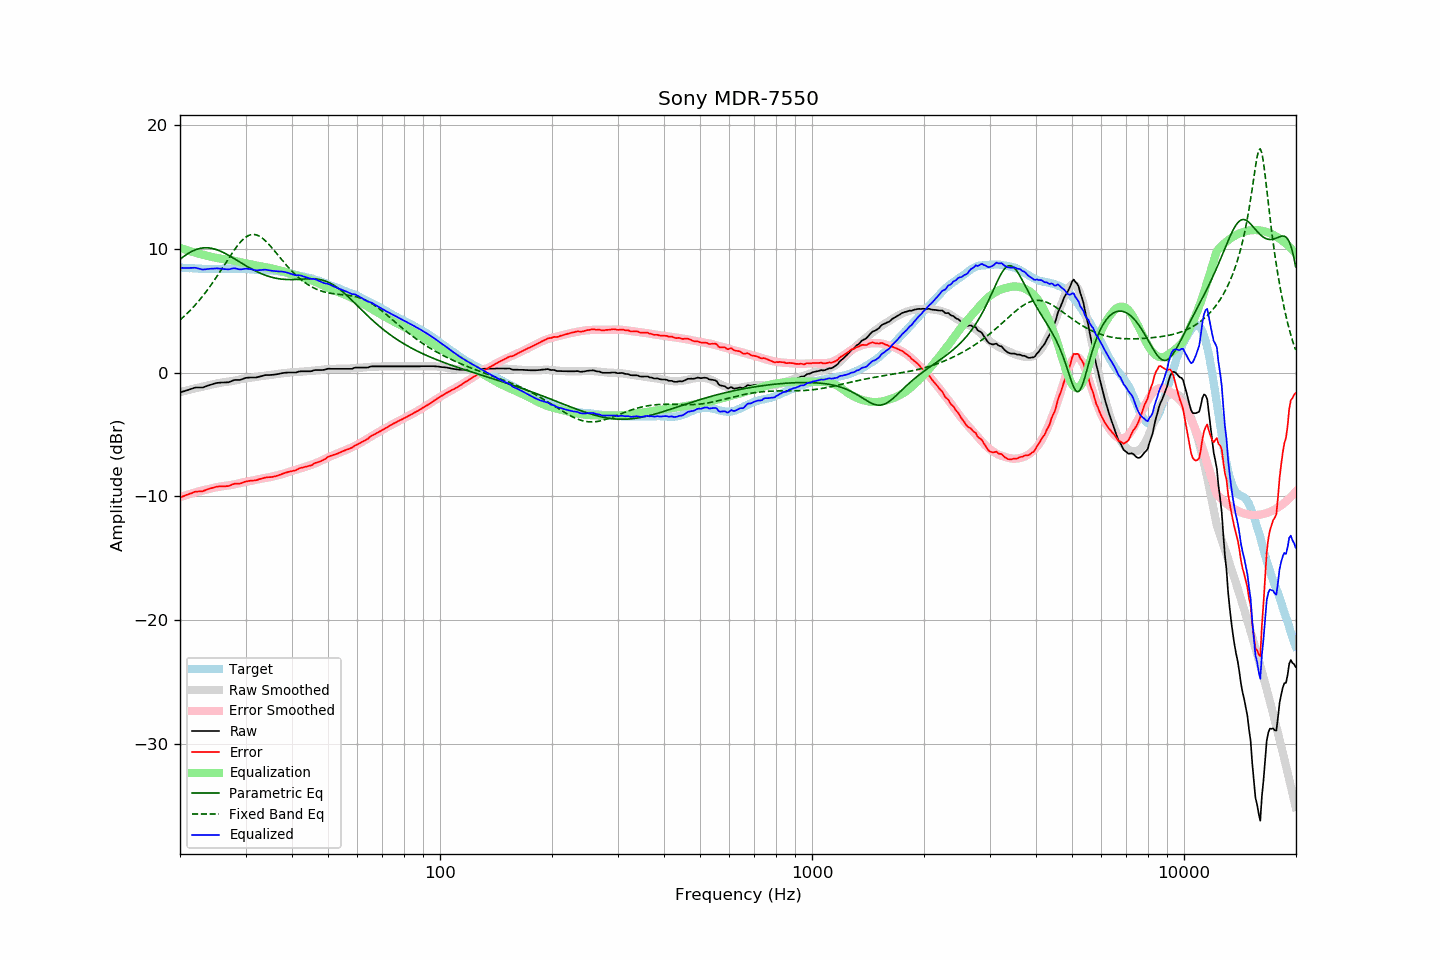 Sony MDR-7550
20
10
0
−10
−20
−30
Amplitude (dBr)
Target
Raw Smoothed
Error Smoothed
Raw
Error
Equalization
Parametric Eq
Fixed Band Eq
Equalized
100
1000
10000
Frequency (Hz)